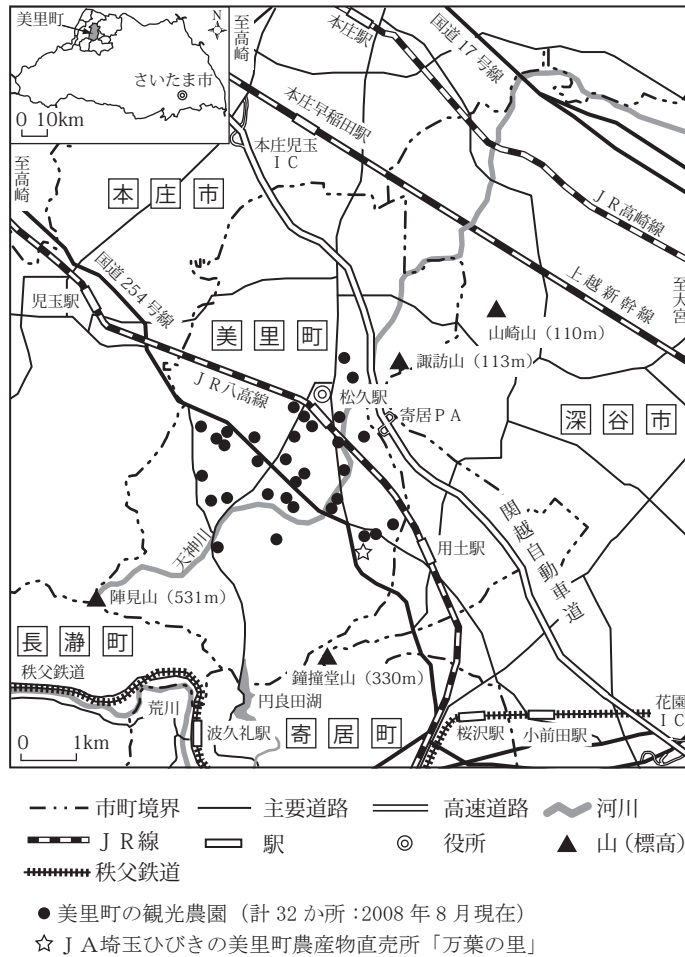 美里町
さいたま市
0 10km
N
至高崎
本庄駅
国道17号線
本庄早稲田駅
本庄児玉
IC
至高崎
本庄市
JR高崎線
国道254号線
上越新幹線
至大宮
児玉駅
山崎山(110m)
美里町
諏訪山(113m)
JR八高線
松久駅
寄居PA
深谷市
天神川
用土駅
関越自動車道
陣見山(531m)
長瀞町
鐘撞堂山(330m)
秩父鉄道
円良田湖
花園
IC
荒川
波久礼駅
寄居町
桜沢駅
小前田駅
0 1km
市町境界 主要道路 高速道路 河川
JR線 駅 役所 山(標高)
秩父鉄道
●美里町の観光農園(計32か所:2008年8月現在)
☆JA埼玉ひびきの美里町農産物直売所「万葉の里」